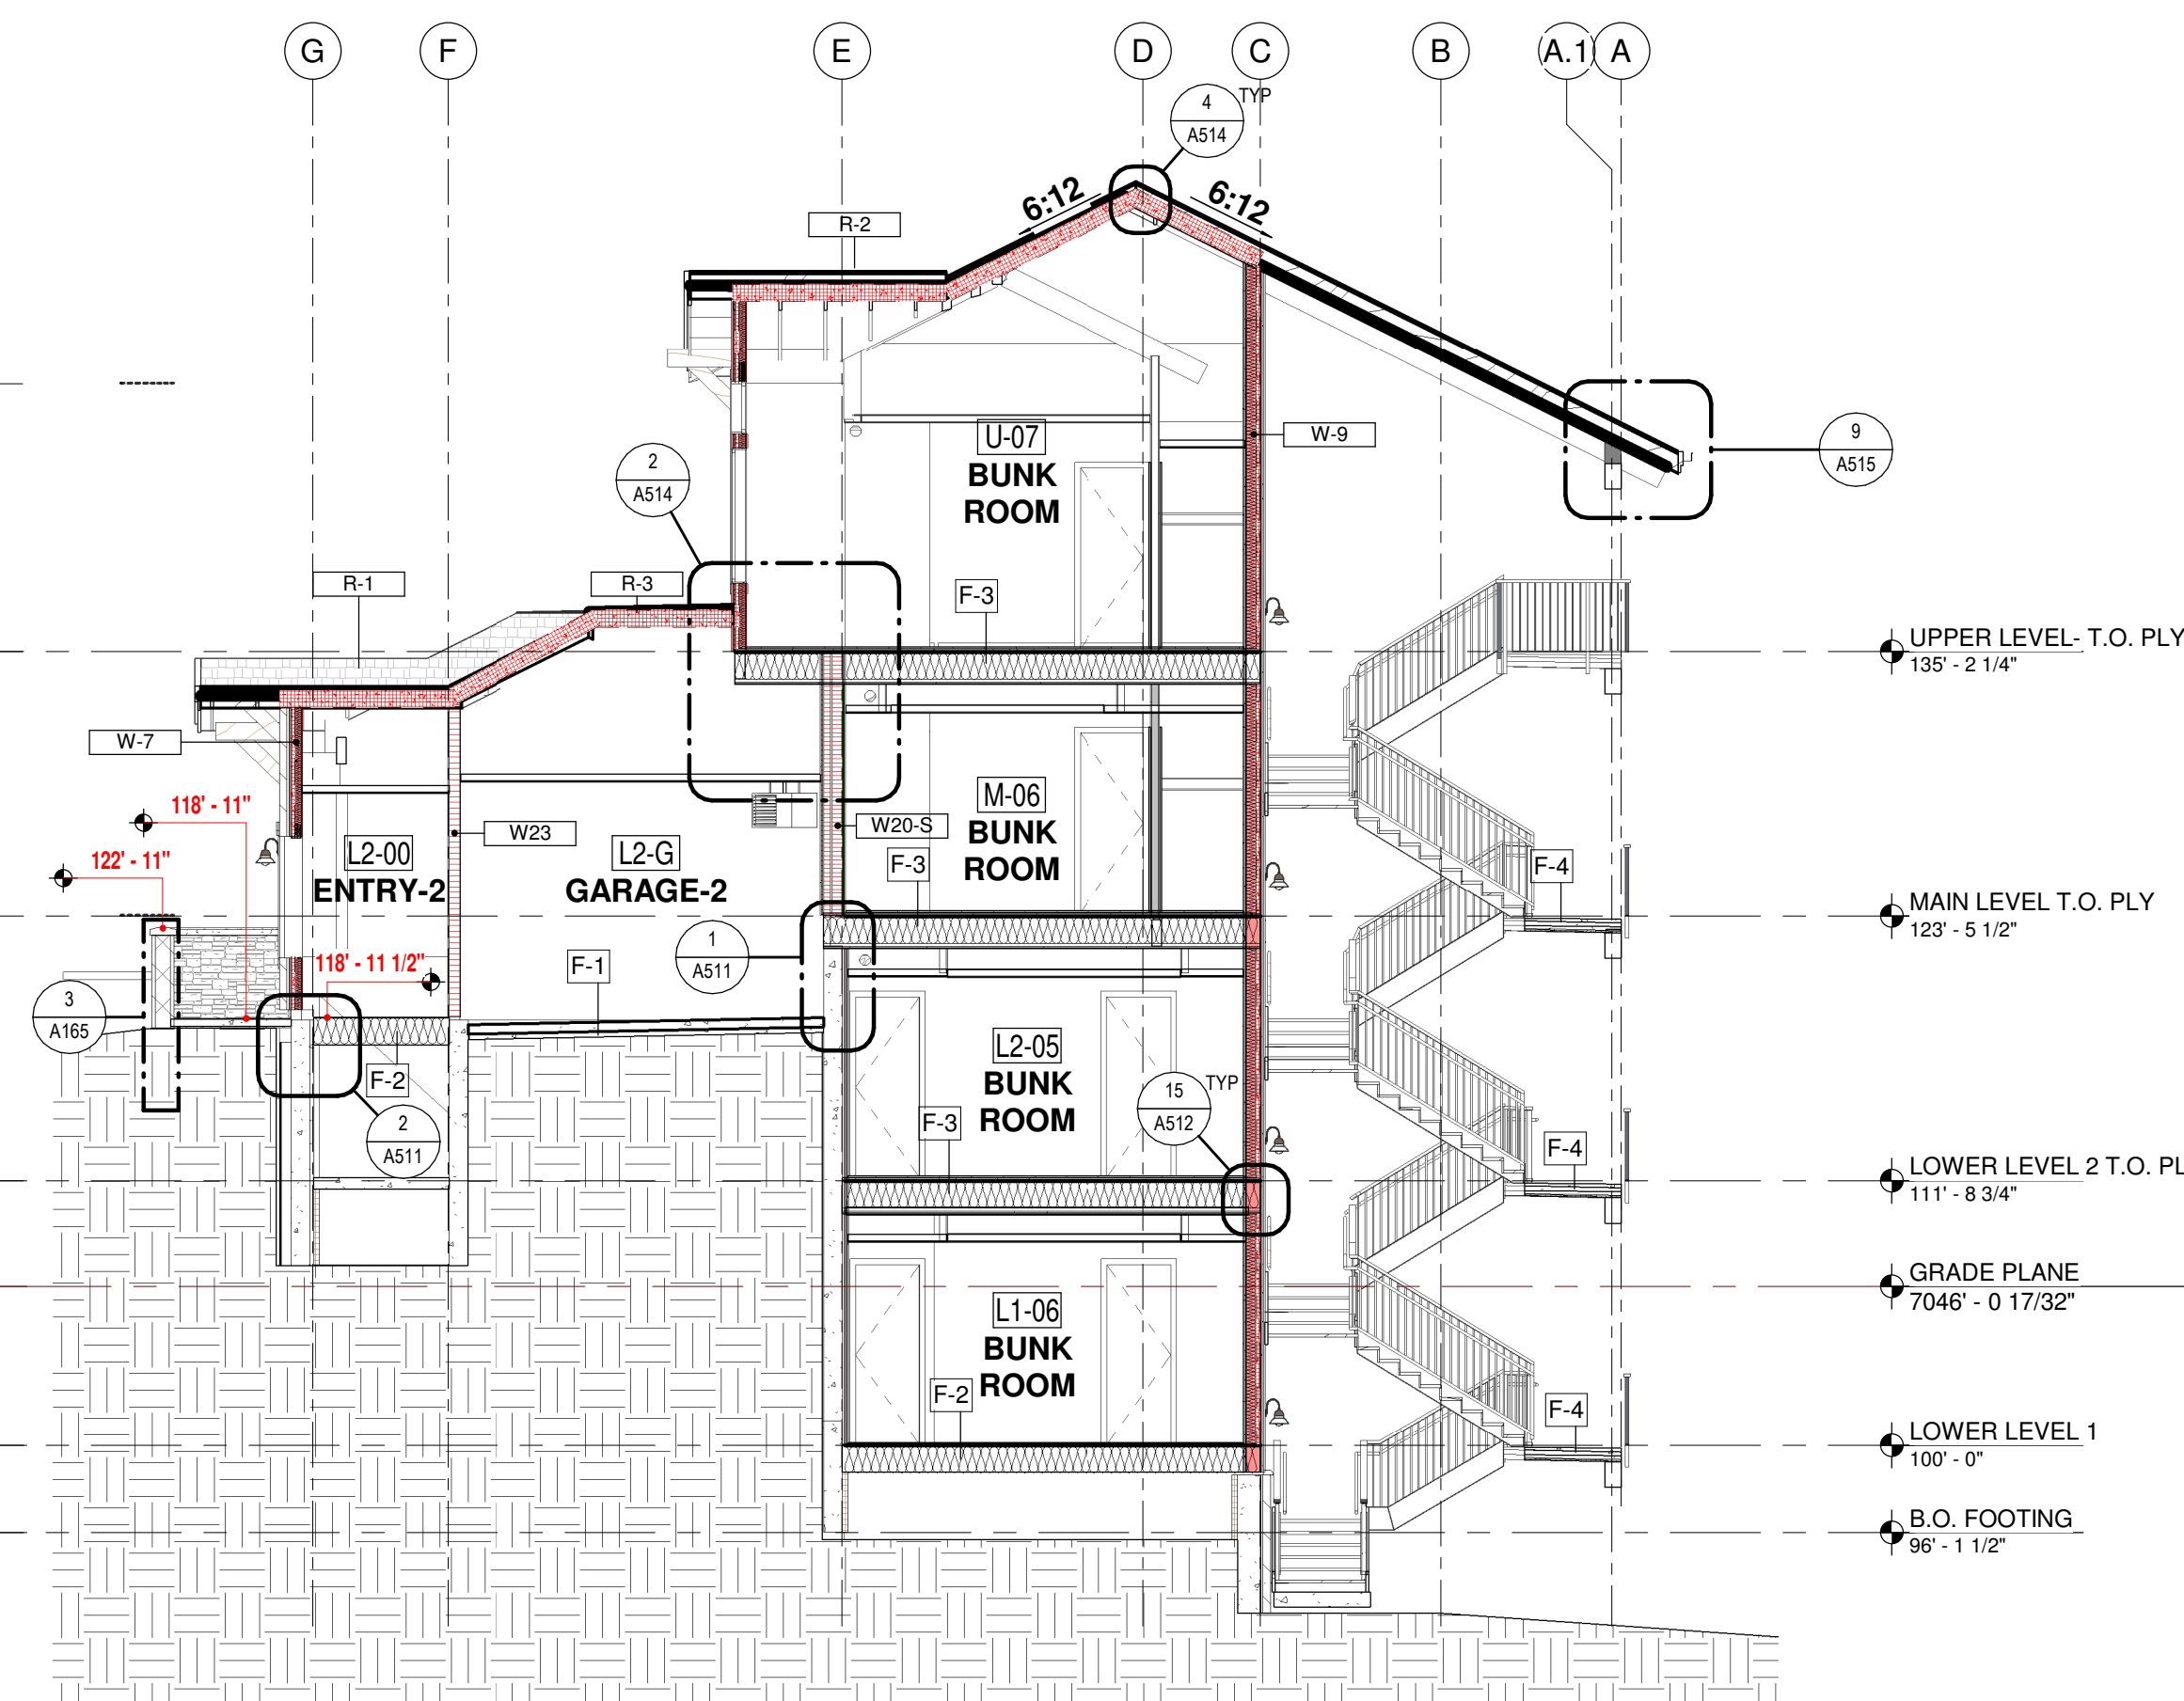 G
F
E
D
C
B
A.1
A
4
A514
TYP
6:12
6:12
R-2
U-07
BUNK
ROOM
W-9
9
A515
2
A514
R-1
R-3
F-3
UPPER LEVEL- T.O. PLY
135' - 2 1/4"
W-7
118' - 11"
122' - 11"
L2-00
ENTRY-2
W23
L2-G
GARAGE-2
W20-S
F-3
M-06
BUNK
ROOM
F-4
MAIN LEVEL T.O. PLY
123' - 5 1/2"
118' - 11 1/2"
F-1
1
A511
3
A165
F-2
2
A511
L2-05
BUNK
ROOM
F-3
15
A512
TYP
F-4
LOWER LEVEL 2 T.O. PL
111' - 8 3/4"
GRADE PLANE
7046' - 0 17/32"
L1-06
BUNK
ROOM
F-2
F-4
LOWER LEVEL 1
100' - 0"
B.O. FOOTING
96' - 1 1/2"